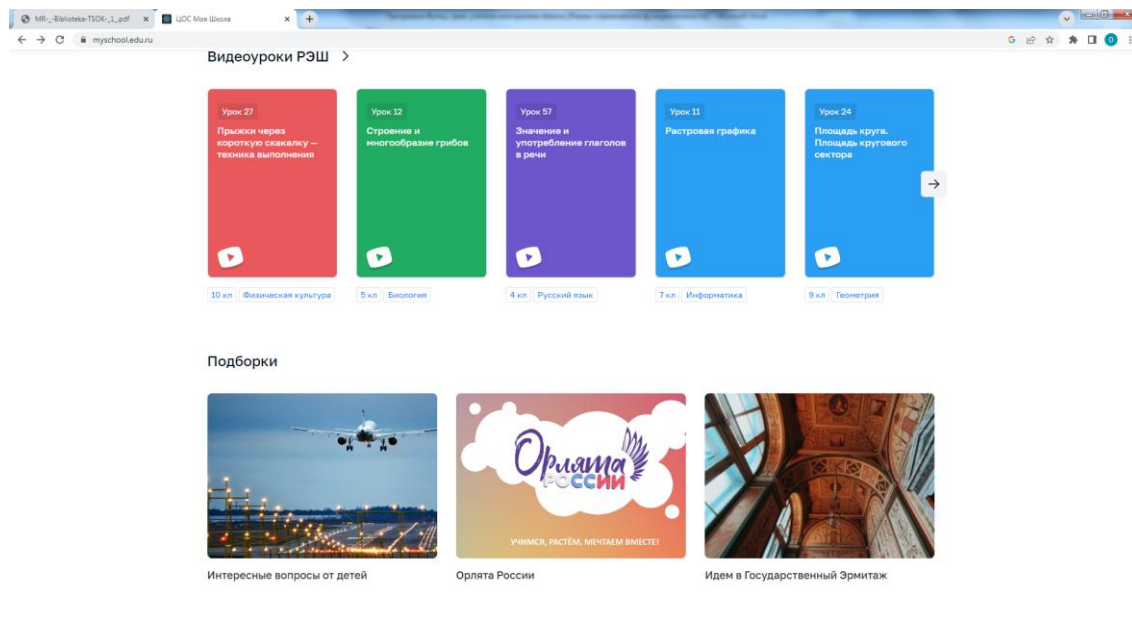 MR-_-Biblioteka-TSOK-_1_.pdf
ЦОС Моя Школа
myschool.edu.ru
Видеоуроки РЭШ
Урок 27
Прыжки через
короткую скакалку –
техника выполнения
10 кл Физическая культура
Урок 12
Строение и
многообразие грибов
5 кл Биология
Урок 57
Значение и
употребление глаголов
в речи
4 кл Русский язык
Урок 11
Растровая графика
7 кл Информатика
Урок 24
Площадь круга.
Площадь кругового
сектора
9 кл Геометрия
Подборки
Орлята
РОССИИ
УЧИМСЯ, РАСТЁМ, МЕЧТАЕМ ВМЕСТЕ!
Интересные вопросы от детей
Орлята России
Идем в Государственный Эрмитаж